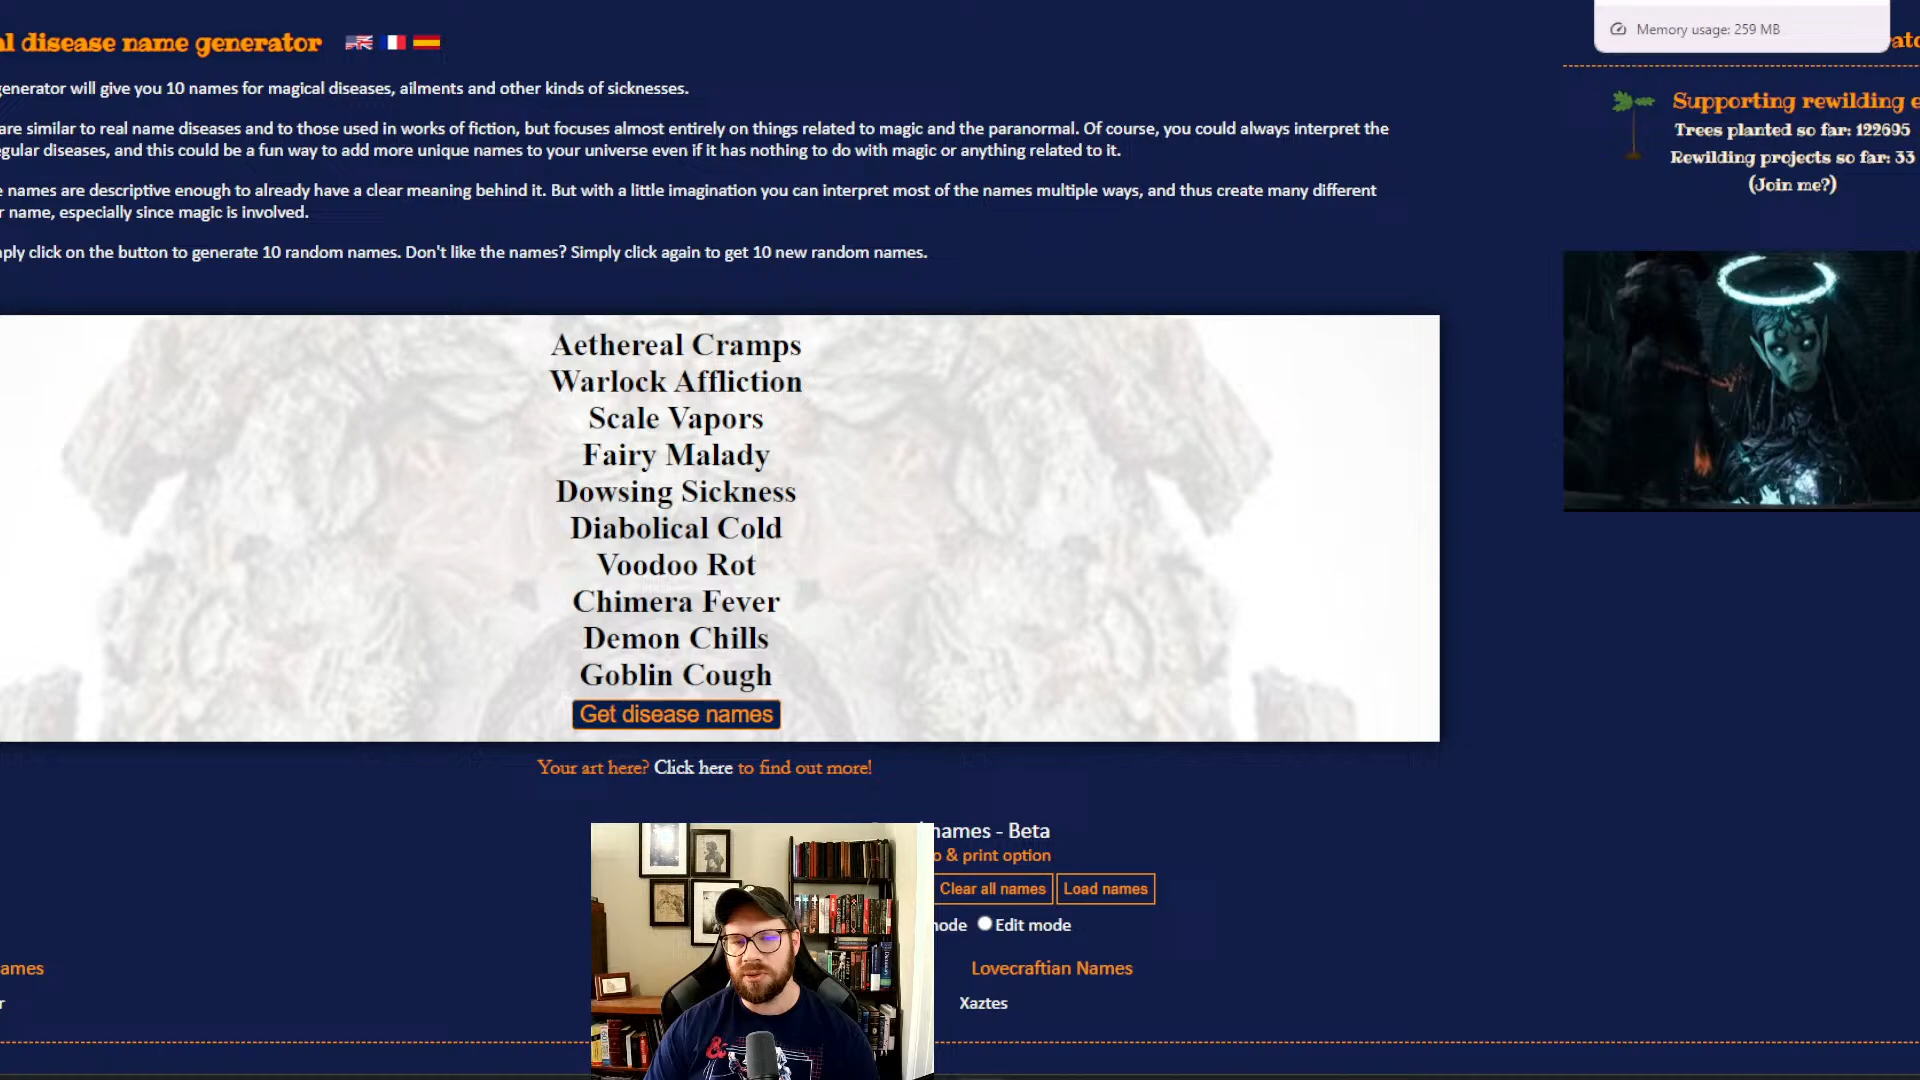 al disease name generator
generator will give you 10 names for magical diseases, ailments and other kinds of sicknesses.
are similar to real name diseases and to those used in works of fiction, but focuses almost entirely on things related to magic and the paranormal. Of course, you could always interpret the
egular diseases, and this could be a fun way to add more unique names to your universe even if it has nothing to do with magic or anything related to it.
e names are descriptive enough to already have a clear meaning behind it. But with a little imagination you can interpret most of the names multiple ways, and thus create many different
r name, especially since magic is involved.
mply click on the button to generate 10 random names. Don't like the names? Simply click again to get 10 new random names.
Memory usage: 259 MB
Supporting rewilding e
Trees planted so far: 122695
Rewilding projects so far: 33
(Join me?)
Aethereal Cramps
Warlock Affliction
Scale Vapors
Fairy Malady
Dowsing Sickness
Diabolical Cold
Voodoo Rot
Chimera Fever
Demon Chills
Goblin Cough
Get disease names
Your art here? Click here to find out more!
names - Beta
o & print option
Clear all names Load names
mode Edit mode
ames
Lovecraftian Names
r
Xaztes